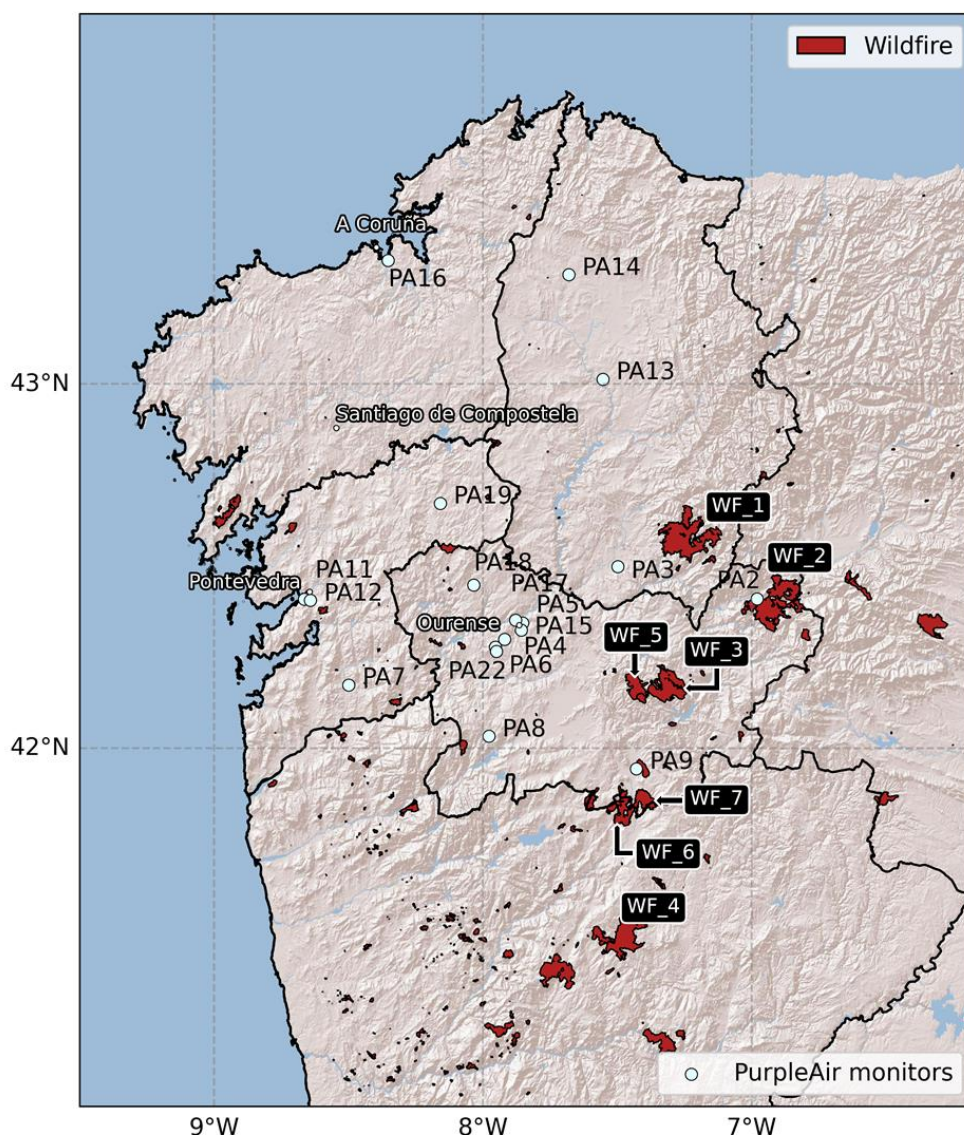 Wildfire
A Coruña
PA16
PA14
43°N
PA13
Santiago de Compostela
PA19
WF_1
WF_2
PA18
PA3
PA2
Pontevedra
PA11
PA17
PA12
PA5
Ourense
PA15
WF_5
WF_3
PA4
PA22
PA6
PA7
42°N
PA8
PA9
WF_7
WF_6
WF_4
PurpleAir monitors
9°W
8°W
7°W